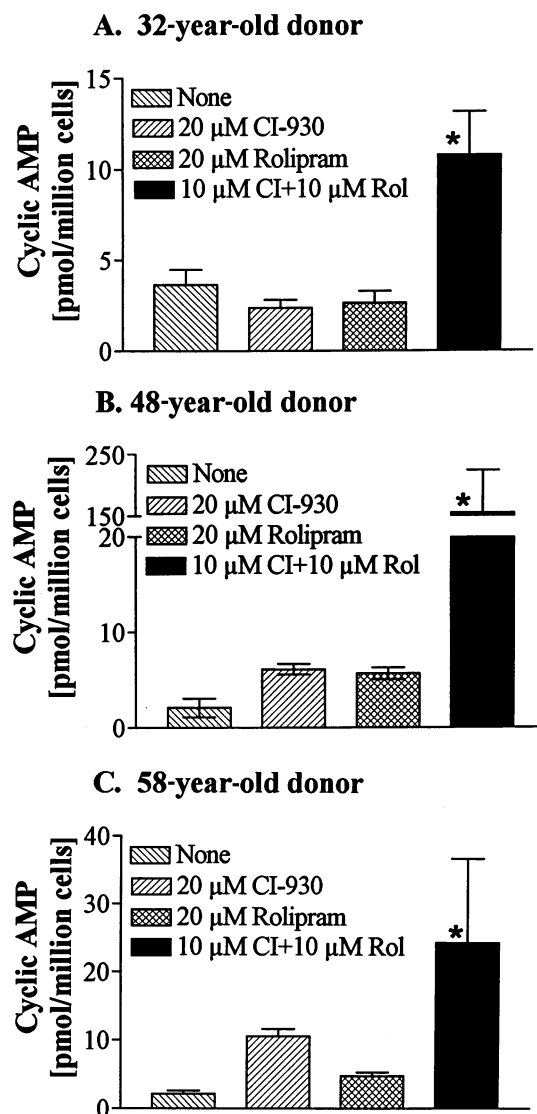 A. 32-year-old donor
Cyclic AMP
[pmol/million cells]
15
10
5
0
None
20 µM CI-930
20 µM Rolipram
10 µM CI+10 µM Rol
*
B. 48-year-old donor
Cyclic AMP
[pmol/million cells]
250
150
20
10
0
None
20 µM CI-930
20 µM Rolipram
10 µM CI+10 µM Rol
*
C. 58-year-old donor
Cyclic AMP
[pmol/million cells]
40
30
20
10
0
None
20 µM CI-930
20 µM Rolipram
10 µM CI+10 µM Rol
*